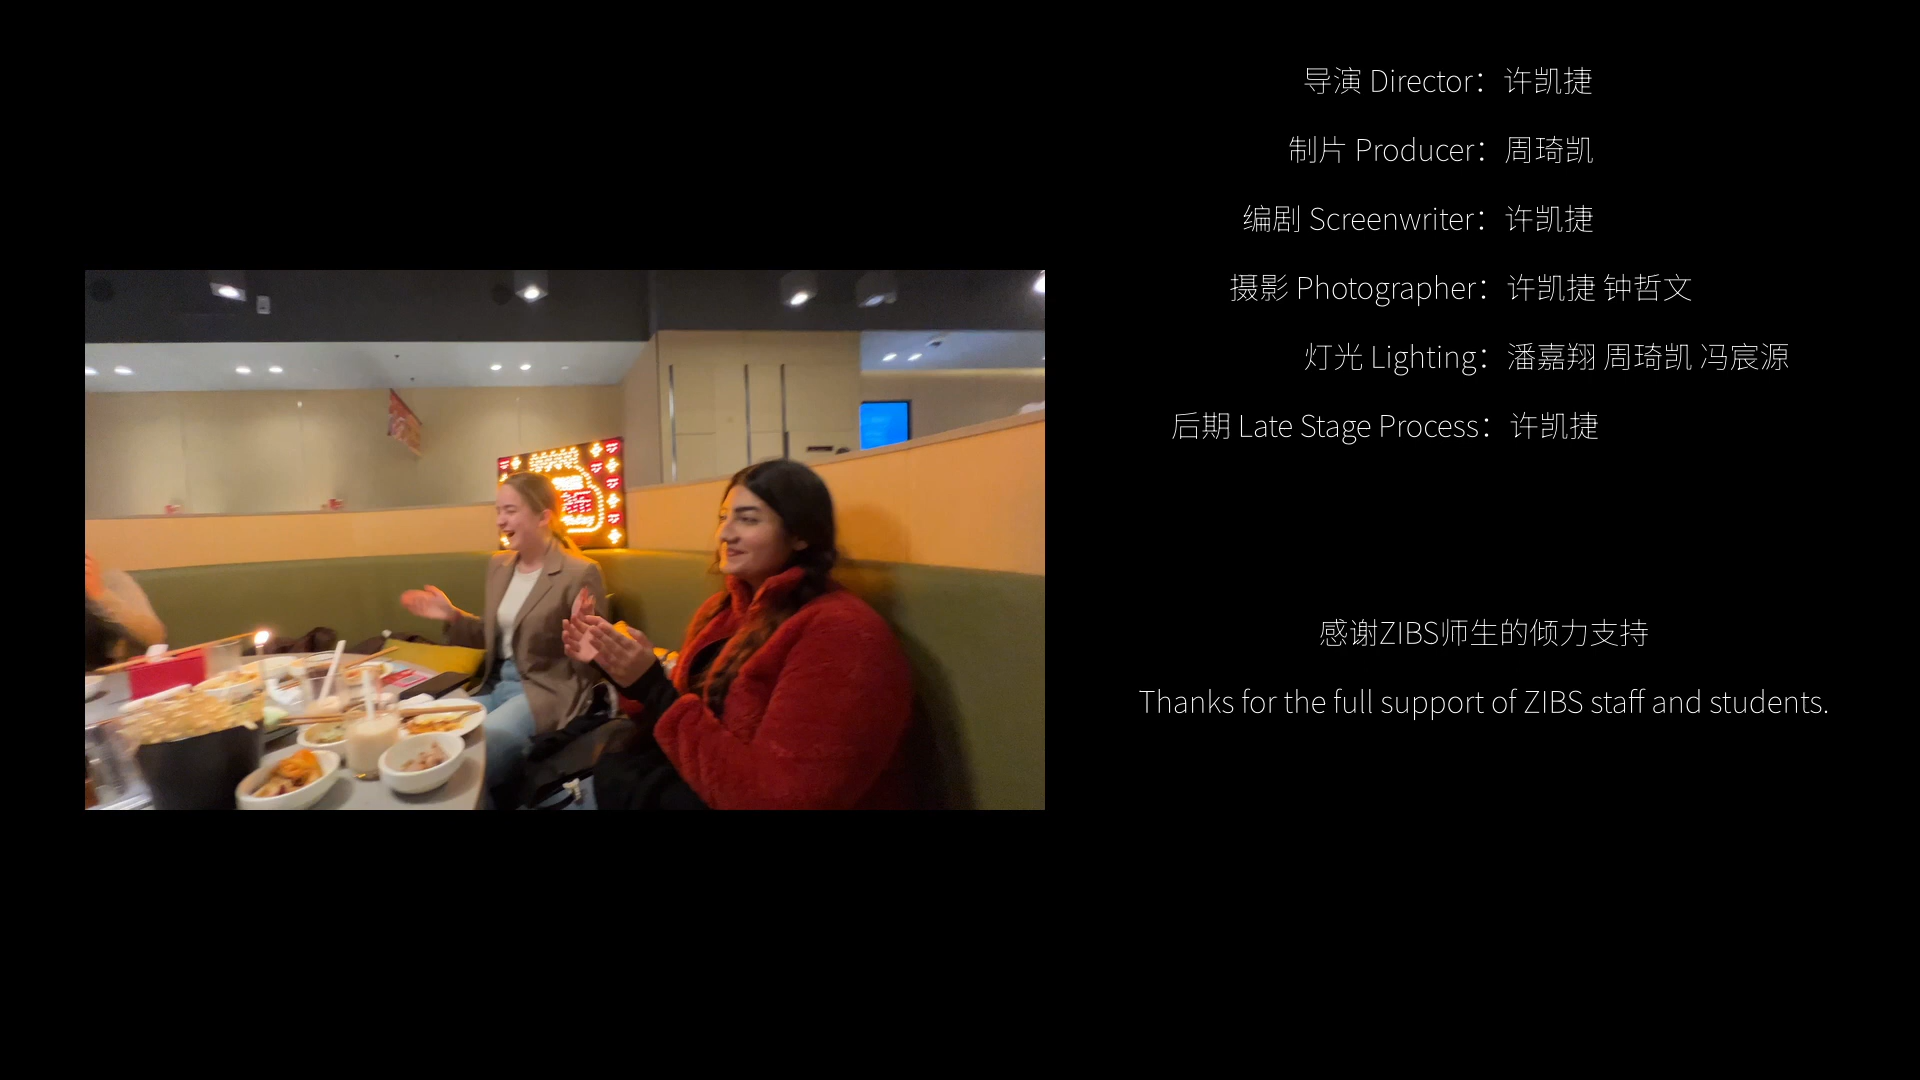 导演 Director：许凯捷
制片 Producer：周琦凯
编剧 Screenwriter：许凯捷
摄影 Photographer：许凯捷 钟哲文
灯光 Lighting：潘嘉翔 周琦凯 冯宸源
后期 Late Stage Process：许凯捷
感谢ZIBS师生的倾力支持
Thanks for the full support of ZIBS staff and students.